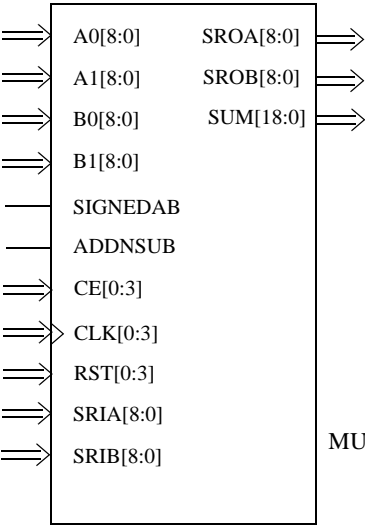 A0[8:0] SROA[8:0]
A1[8:0] SROB[8:0]
B0[8:0] SUM[18:0]
B1[8:0]
SIGNEDAB
ADDNSUB
CE[0:3]
CLK[0:3]
RST[0:3]
SRIA[8:0]
SRIB[8:0]
MU